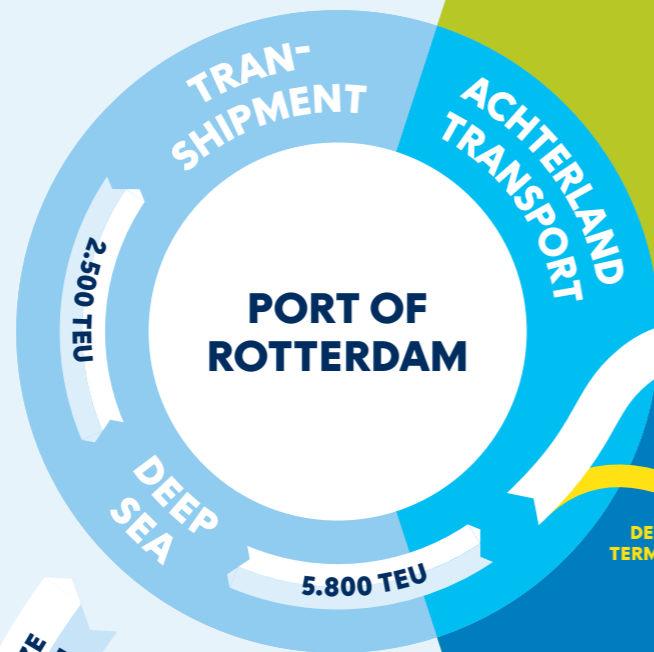 TRAN-
SHIPMENT
ACHTERLAND
TRANSPORT
2.500 TEU
PORT OF
ROTTERDAM
DEEP
SEA
5.800 TEU